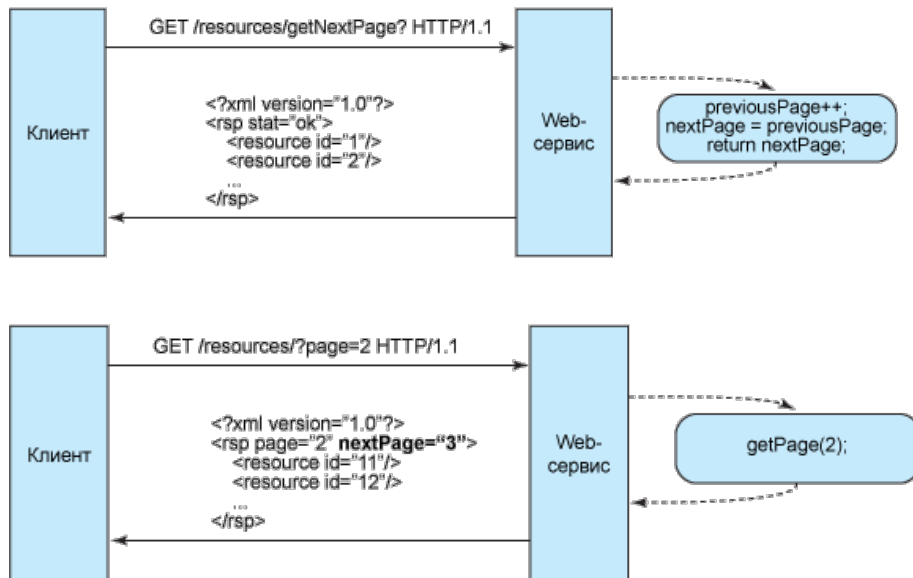 GET /resources/getNextPage? HTTP/1.1
Клиент
<?xml version="1.0"?>
<rsp stat="ok">
<resource id="1"/>
<resource id="2"/>
...
</rsp>
Web-
сервис
previousPage++;
nextPage = previousPage;
return nextPage;
GET /resources/?page=2 HTTP/1.1
Клиент
<?xml version="1.0"?>
<rsp page="2" nextPage="3">
<resource id="11"/>
<resource id="12"/>
...
</rsp>
Web-
сервис
getPage(2);